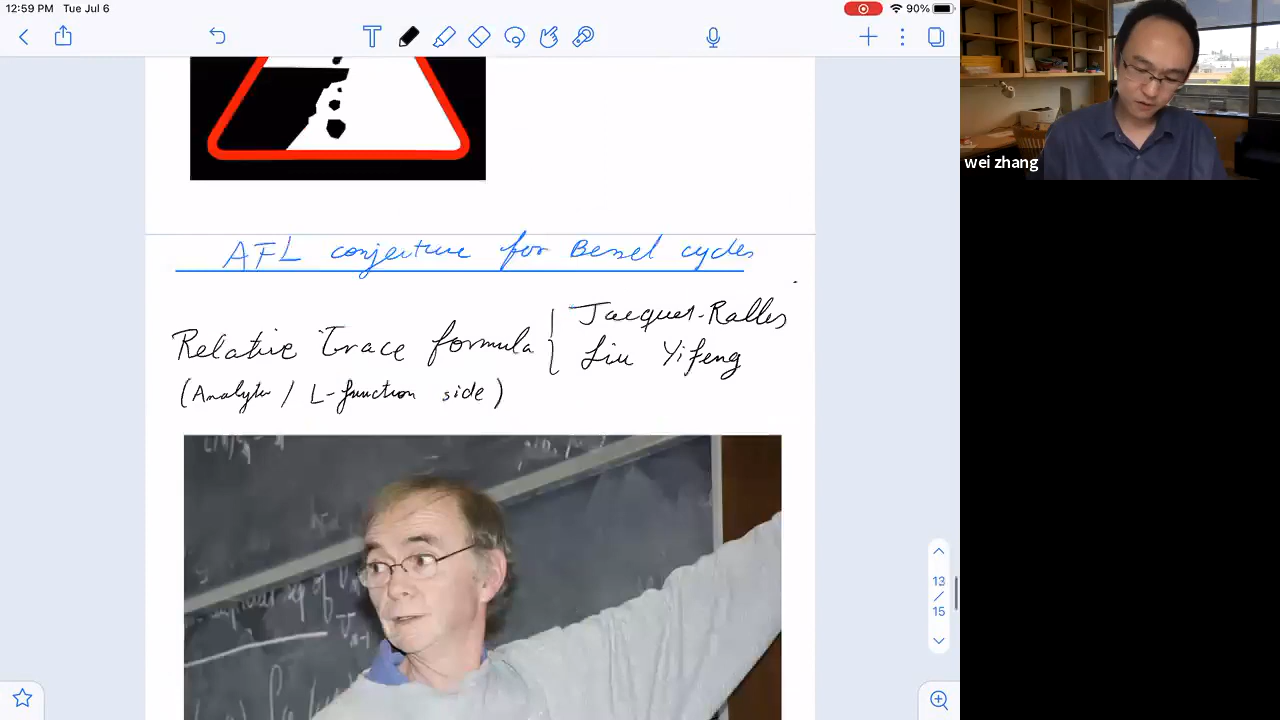 12:59 PM Tue Jul 6
90%
wei zhang
AFL conjecture for Bessel cycles
Relative Trace formula { Jacquet-Rallis
Liu Yifeng
(Analytic / L-function side)
13
/
15